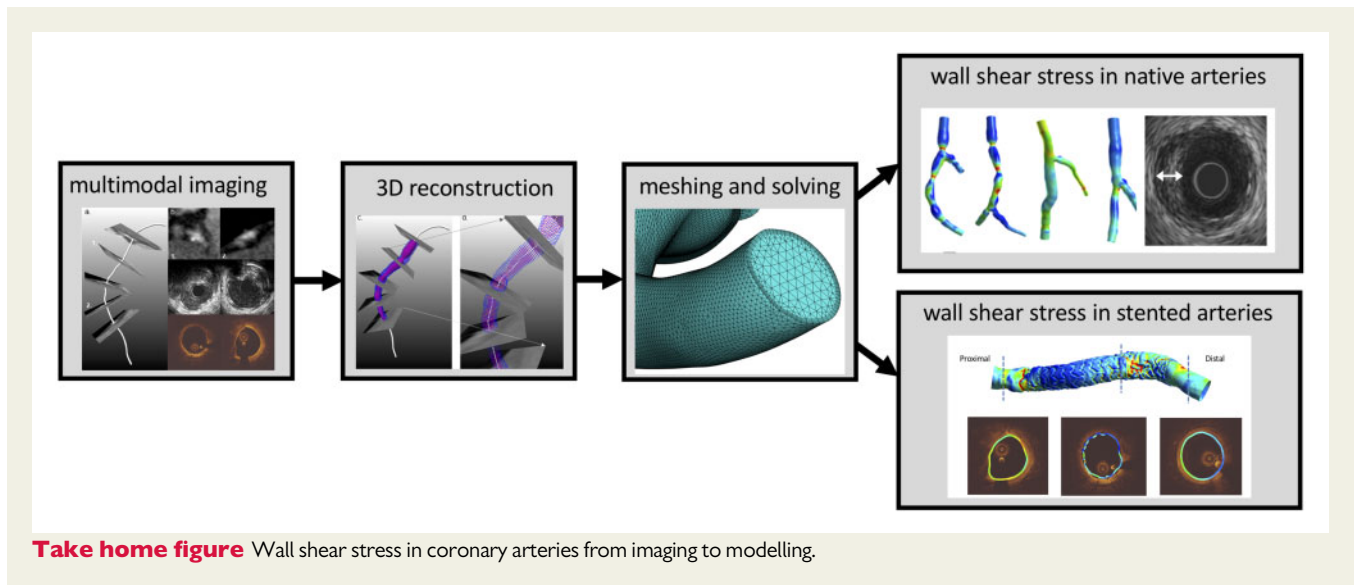 multimodal imaging
a.
3D reconstruction
C.
meshing and solving
wall shear stress in native arteries
wall shear stress in stented arteries
Proximal
Distal
Take home figure Wall shear stress in coronary arteries from imaging to modelling.